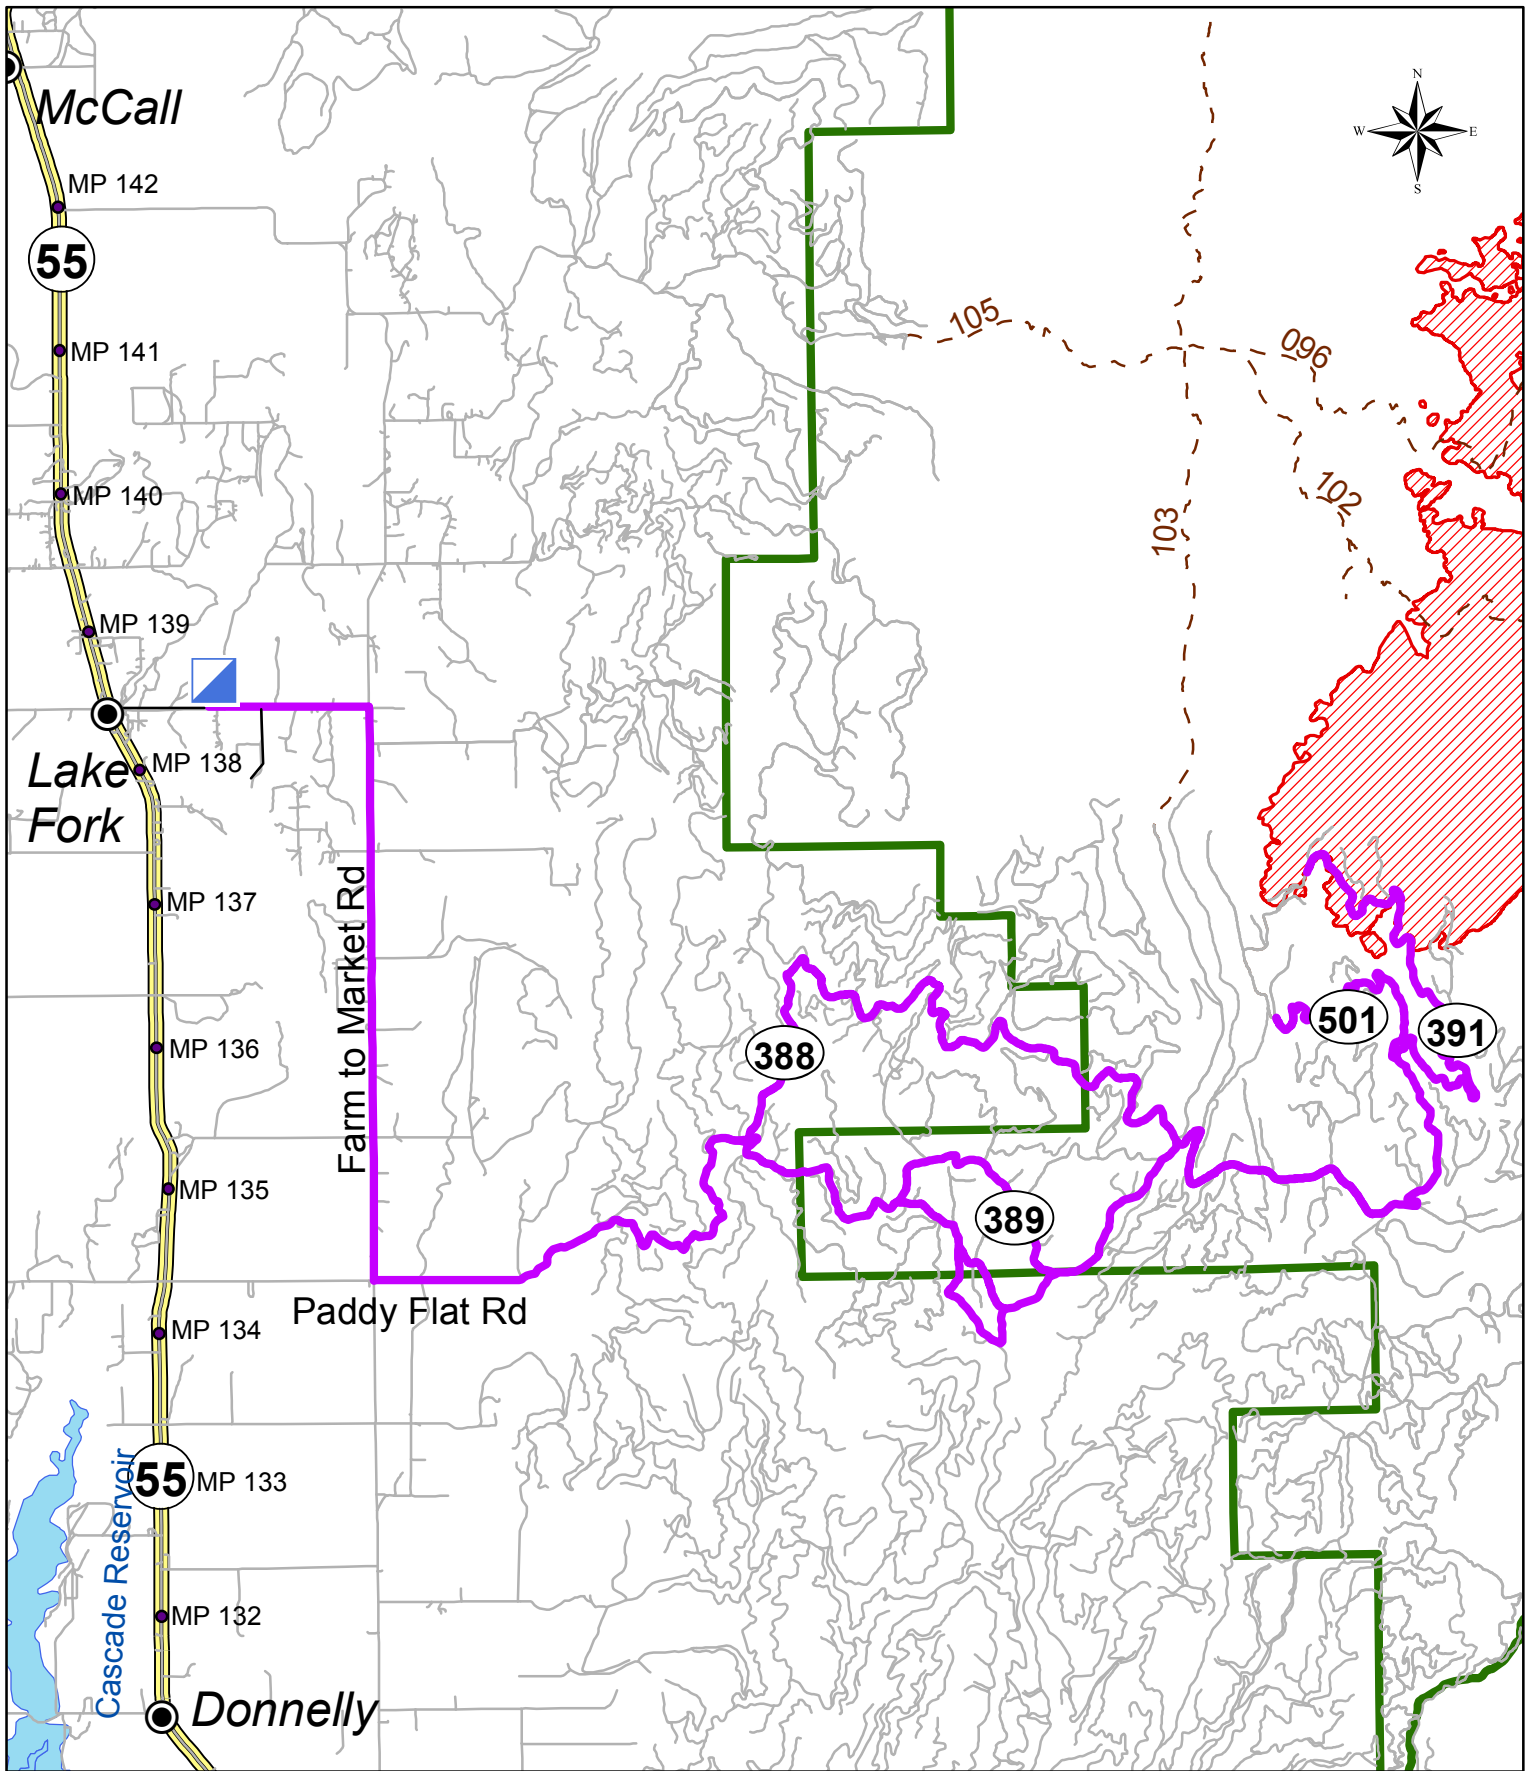 McCall
N
W
E
S
MP 142
55
105
096
MP 141
MP 140
102
103
MP 139
MP 138
Lake
Fork
MP 137
Farm to Market Rd
501
391
MP 136
388
MP 135
389
Paddy Flat Rd
MP 134
Cascade Reservoir
55
MP 133
MP 132
Donnelly